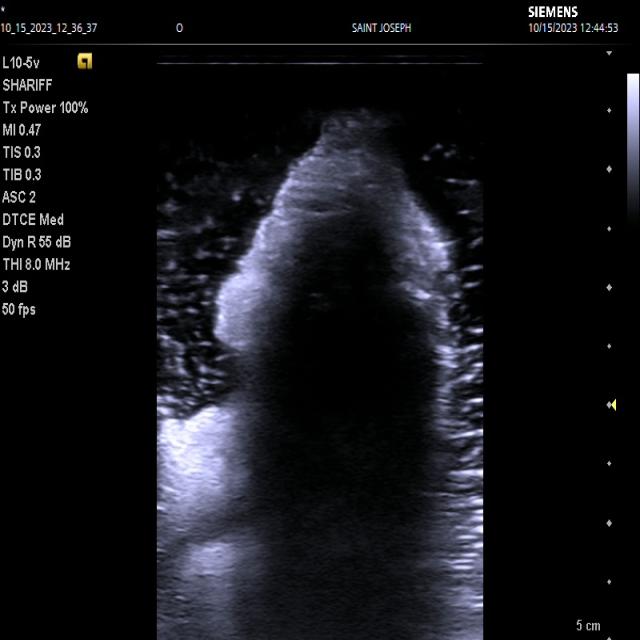 *
SIEMENS
10_15_2023_12_36_37 O SAINT JOSEPH 10/15/2023 12:44:53
L10-5v
SHARIFF
Tx Power 100%
MI 0.47
TIS 0.3
TIB 0.3
ASC 2
DTCE Med
Dyn R 55 dB
THI 8.0 MHz
3 dB
50 fps
5 cm